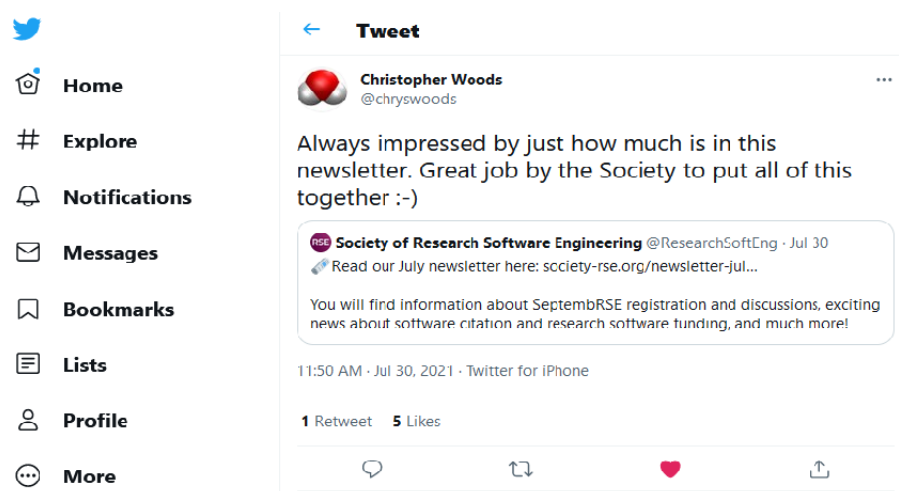 Tweet
Home
Explore
Notifications
Messages
Bookmarks
Lists
Profile
More
Christopher Woods
@chryswoods
Always impressed by just how much is in this
newsletter. Great job by the Society to put all of this
together :-)
RSE Society of Research Software Engineering @ResearchSoftEng · Jul 30
Read our July newsletter here: society-rse.org/newsletter-jul...
You will find information about SeptembRSE registration and discussions, exciting
news about software citation and research software funding, and much more!
11:50 AM · Jul 30, 2021 · Twitter for iPhone
1 Retweet 5 Likes